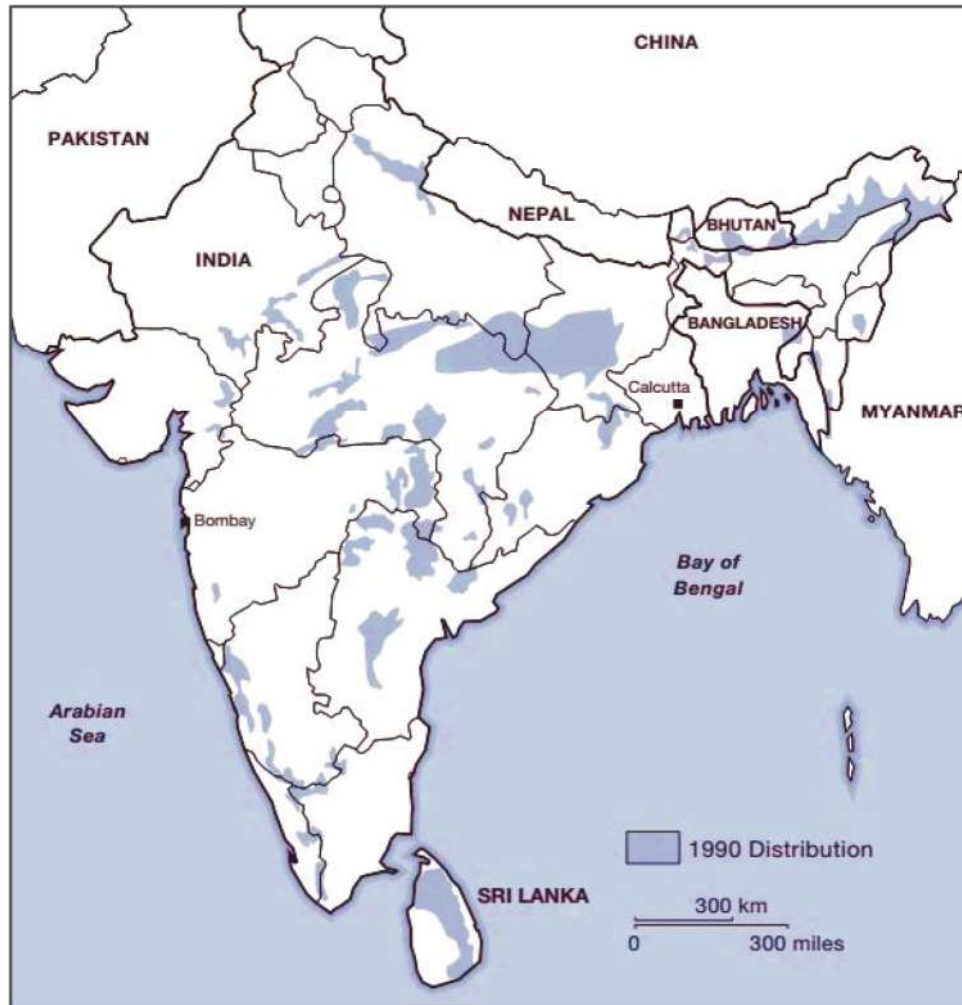 CHINA
PAKISTAN
NEPAL
BHUTAN
INDIA
BANGLADESH
Calcutta
MYANMAR
Bombay
Bay of
Bengal
Arabian
Sea
1990 Distribution
SRI LANKA
300 km
0 300 miles